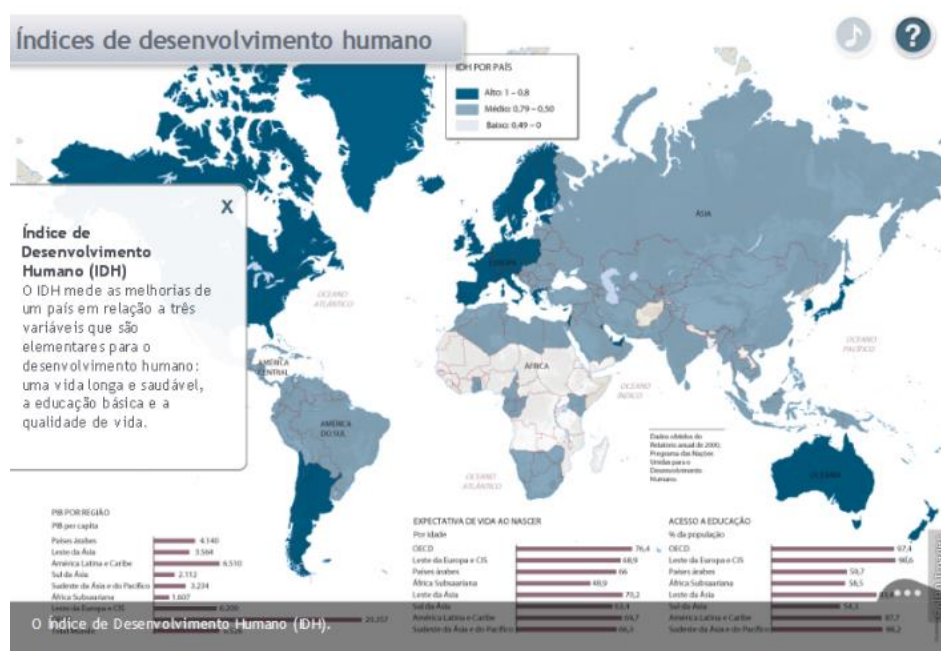 Índices de desenvolvimento humano
IDH POR PAÍS
Alto: 1 – 0,8
Médio: 0,79 – 0,50
Baixo: 0,49 – 0
X
Índice de
Desenvolvimento
Humano (IDH)
O IDH mede as melhorias de
um país em relação a três
variáveis que são
elementares para o
desenvolvimento humano:
uma vida longa e saudável,
a educação básica e a
qualidade de vida.
OCEANO
ATLÂNTICO
EUROPA
ÁSIA
AMÉRICA
CENTRAL
ÁFRICA
OCEANO
PACÍFICO
OCEANO
ÍNDICO
AMÉRICA
DO SUL
OCEANO
ATLÂNTICO
OCEANIA
Dados obtidos do
Relatório anual de 2000,
Programa das Nações
Unidas para o
Desenvolvimento
Humano.
PIB POR REGIÃO
PIB per capita
Países árabes 4.140
Leste da Ásia 3.564
América Latina e Caribe 6.510
Sul da Ásia 2.112
Sudeste da Ásia e do Pacífico 3.234
África Subsaariana 1.607
Leste da Europa e CIS 6.200
EXPECTATIVA DE VIDA AO NASCER
Por idade
OECD 76,4
Leste da Europa e CIS 68,9
Países árabes 66
África Subsaariana 48,9
Leste da Ásia 70,2
Sul da Ásia 63,4
América Latina e Caribe 69,7
Sudeste da Ásia e do Pacífico 66,3
ACESSO A EDUCAÇÃO
% da população
OECD 97,4
Leste da Europa e CIS 98,6
Países árabes 59,7
África Subsaariana 58,5
Leste da Ásia
Sul da Ásia 54,3
América Latina e Caribe 87,7
Sudeste da Ásia e do Pacífico 88,2
O Índice de Desenvolvimento Humano (IDH).